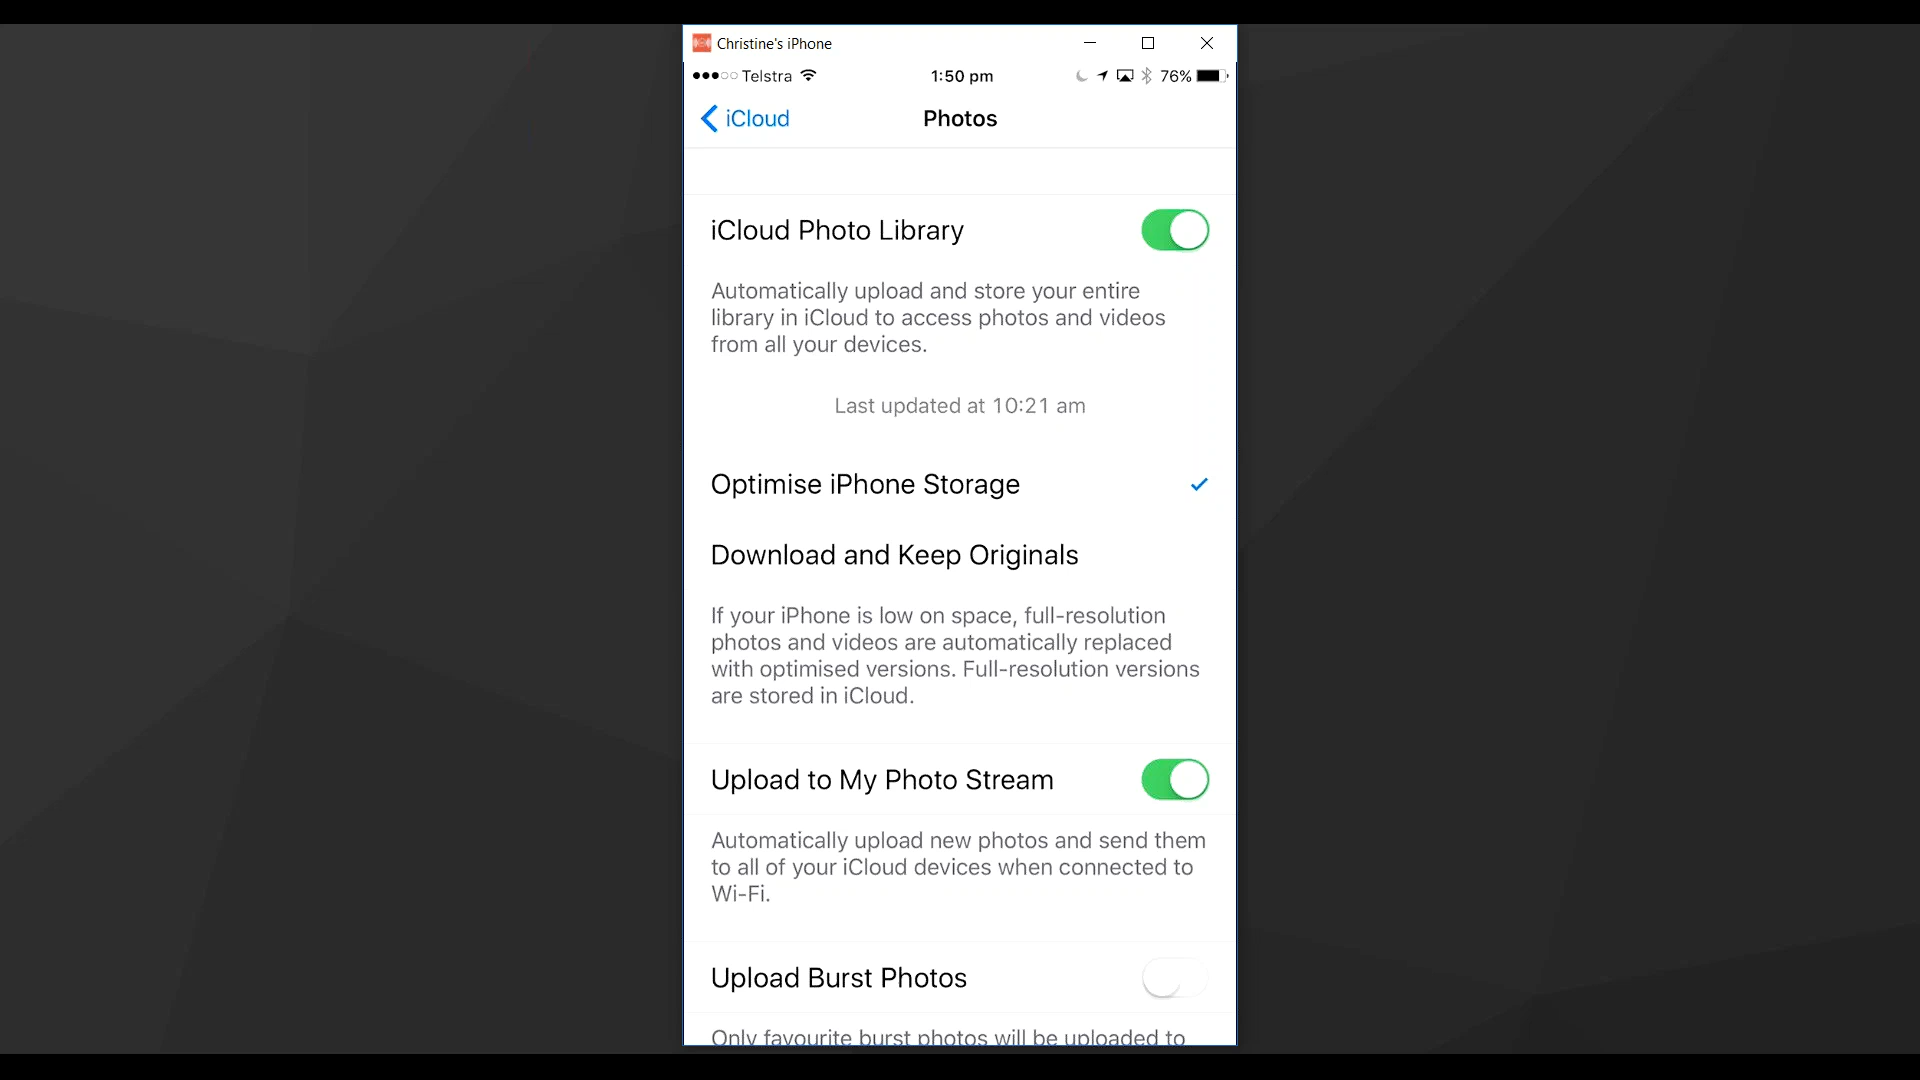 Christine's iPhone
Telstra 1:50 pm 76%
iCloud Photos
iCloud Photo Library
Automatically upload and store your entire
library in iCloud to access photos and videos
from all your devices.
Last updated at 10:21 am
Optimise iPhone Storage
Download and Keep Originals
If your iPhone is low on space, full-resolution
photos and videos are automatically replaced
with optimised versions. Full-resolution versions
are stored in iCloud.
Upload to My Photo Stream
Automatically upload new photos and send them
to all of your iCloud devices when connected to
Wi-Fi.
Upload Burst Photos
Only favourite burst photos will be uploaded to